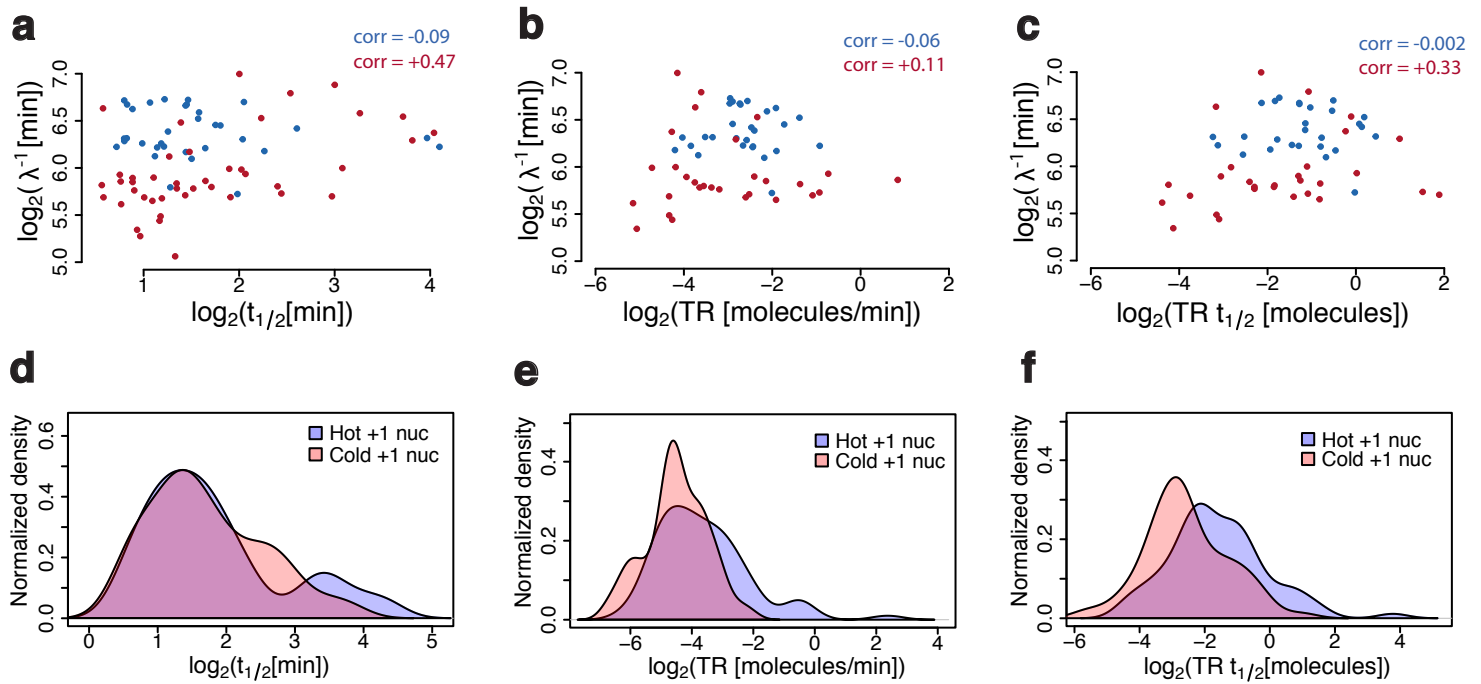 a
corr = -0.09
corr = +0.47
log2( λ-1 [min])
7.0
6.5
6.0
5.5
5.0
1
2
3
4
log2(t1/2[min])
b
corr = -0.06
corr = +0.11
log2( λ-1 [min])
7.0
6.5
6.0
5.5
5.0
−6
−4
−2
0
2
log2(TR [molecules/min])
c
corr = -0.002
corr = +0.33
log2( λ-1 [min])
7.0
6.5
6.0
5.5
5.0
−6
−4
−2
0
2
log2(TR t1/2 [molecules])
d
Normalized density
0.6
0.4
0.2
0.0
Hot +1 nuc
Cold +1 nuc
0
1
2
3
4
5
log2(t1/2[min])
e
Normalized density
0.4
0.2
0.0
Hot +1 nuc
Cold +1 nuc
−6
−4
−2
0
2
4
log2(TR [molecules/min])
f
Normalized density
0.4
0.2
0.0
Hot +1 nuc
Cold +1 nuc
−6
−4
−2
0
2
4
log2(TR t1/2[molecules])